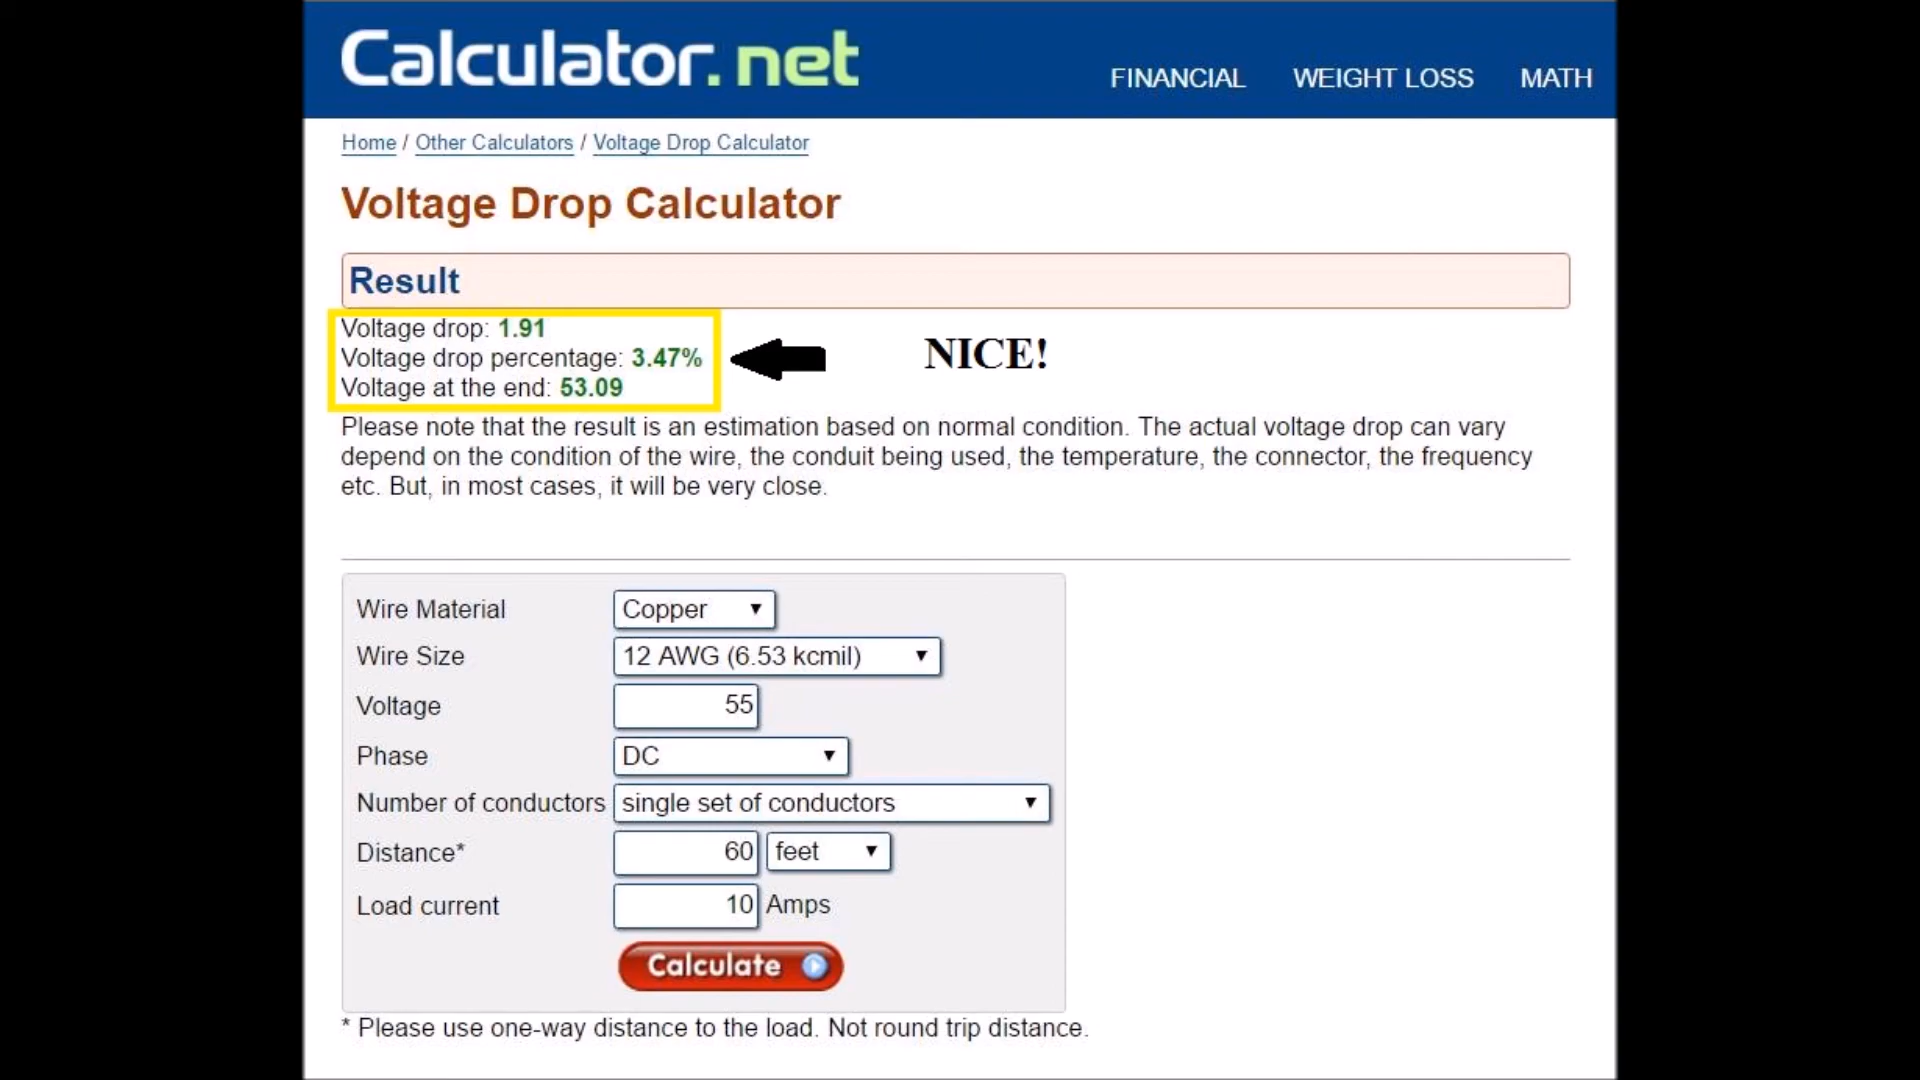 Calculator.net
FINANCIAL WEIGHT LOSS MATH
Home / Other Calculators / Voltage Drop Calculator
Voltage Drop Calculator
Result
Voltage drop: 1.91
Voltage drop percentage: 3.47%
Voltage at the end: 53.09
NICE!
Please note that the result is an estimation based on normal condition. The actual voltage drop can vary
depend on the condition of the wire, the conduit being used, the temperature, the connector, the frequency
etc. But, in most cases, it will be very close.
Wire Material Copper
Wire Size 12 AWG (6.53 kcmil)
Voltage 55
Phase DC
Number of conductors single set of conductors
Distance* 60 feet
Load current 10 Amps
Calculate
* Please use one-way distance to the load. Not round trip distance.